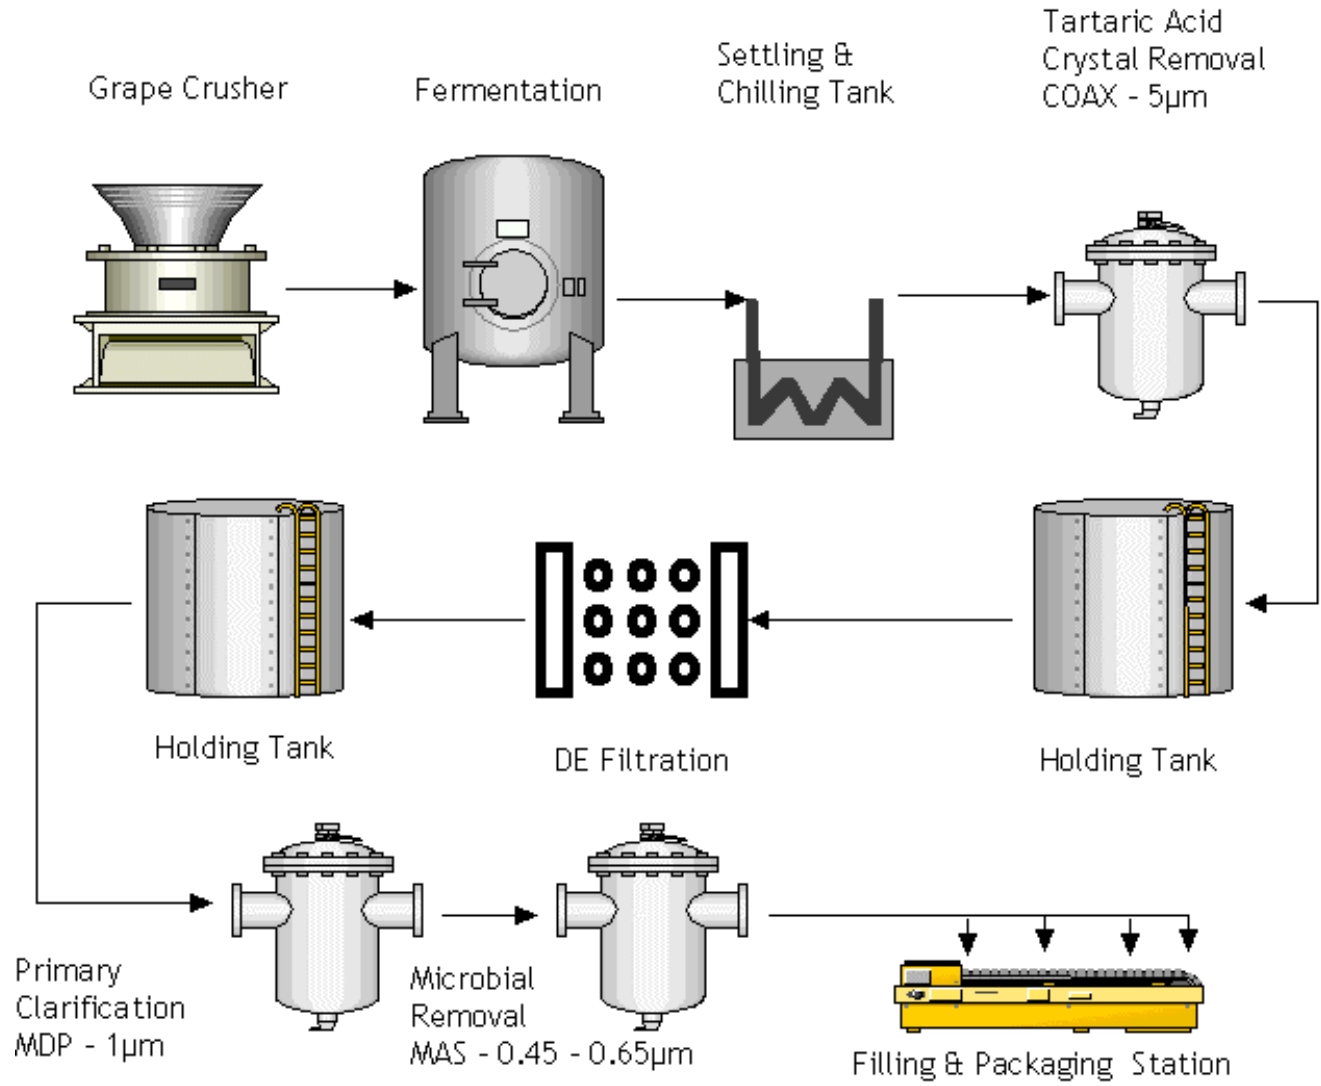 Grape Crusher
Fermentation
Settling &
Chilling Tank
Tartaric Acid
Crystal Removal
COAX - 5µm
Holding Tank
DE Filtration
Holding Tank
Primary
Clarification
MDP - 1µm
Microbial
Removal
MAS - 0.45 - 0.65µm
Filling & Packaging Station